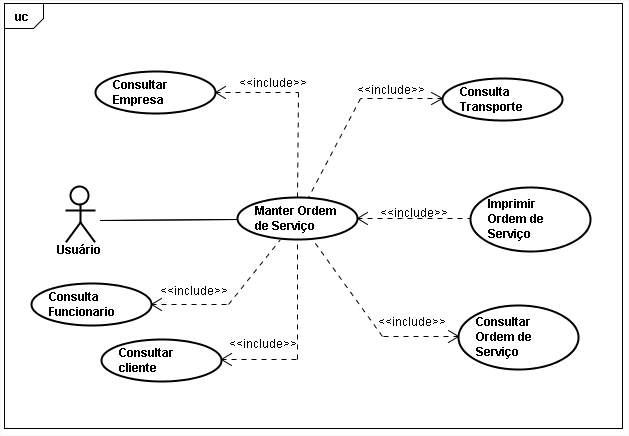 uc
<<include>>
<<include>>
Consultar
Empresa
Consulta
Transporte
Manter Ordem
de Serviço
<<include>>
Imprimir
Ordem de
Serviço
Usuário
Consulta
Funcionario
<<include>>
<<include>>
Consultar
Ordem de
Serviço
Consultar
cliente
<<include>>